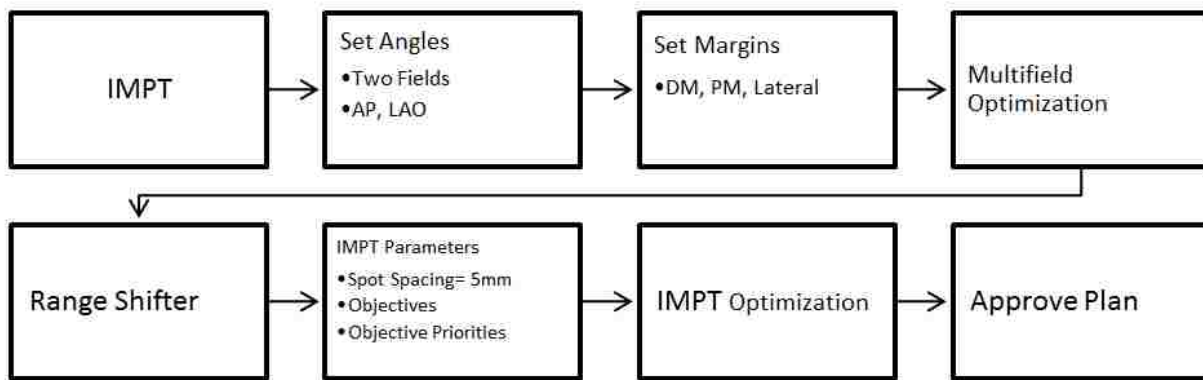 IMPT
Set Angles
•Two Fields
•AP, LAO
Set Margins
•DM, PM, Lateral
Multifield
Optimization
Range Shifter
IMPT Parameters
•Spot Spacing= 5mm
•Objectives
•Objective Priorities
IMPT Optimization
Approve Plan